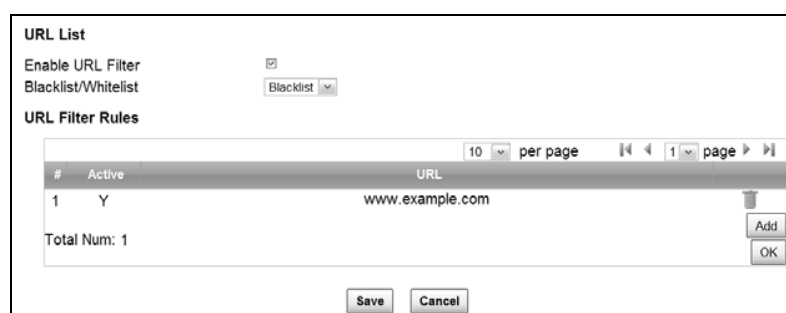 URL List
Enable URL Filter
Blacklist/Whitelist Blacklist
URL Filter Rules
10 per page 1 page
# Active URL
1 Y www.example.com
Add
Total Num: 1
OK
Save Cancel